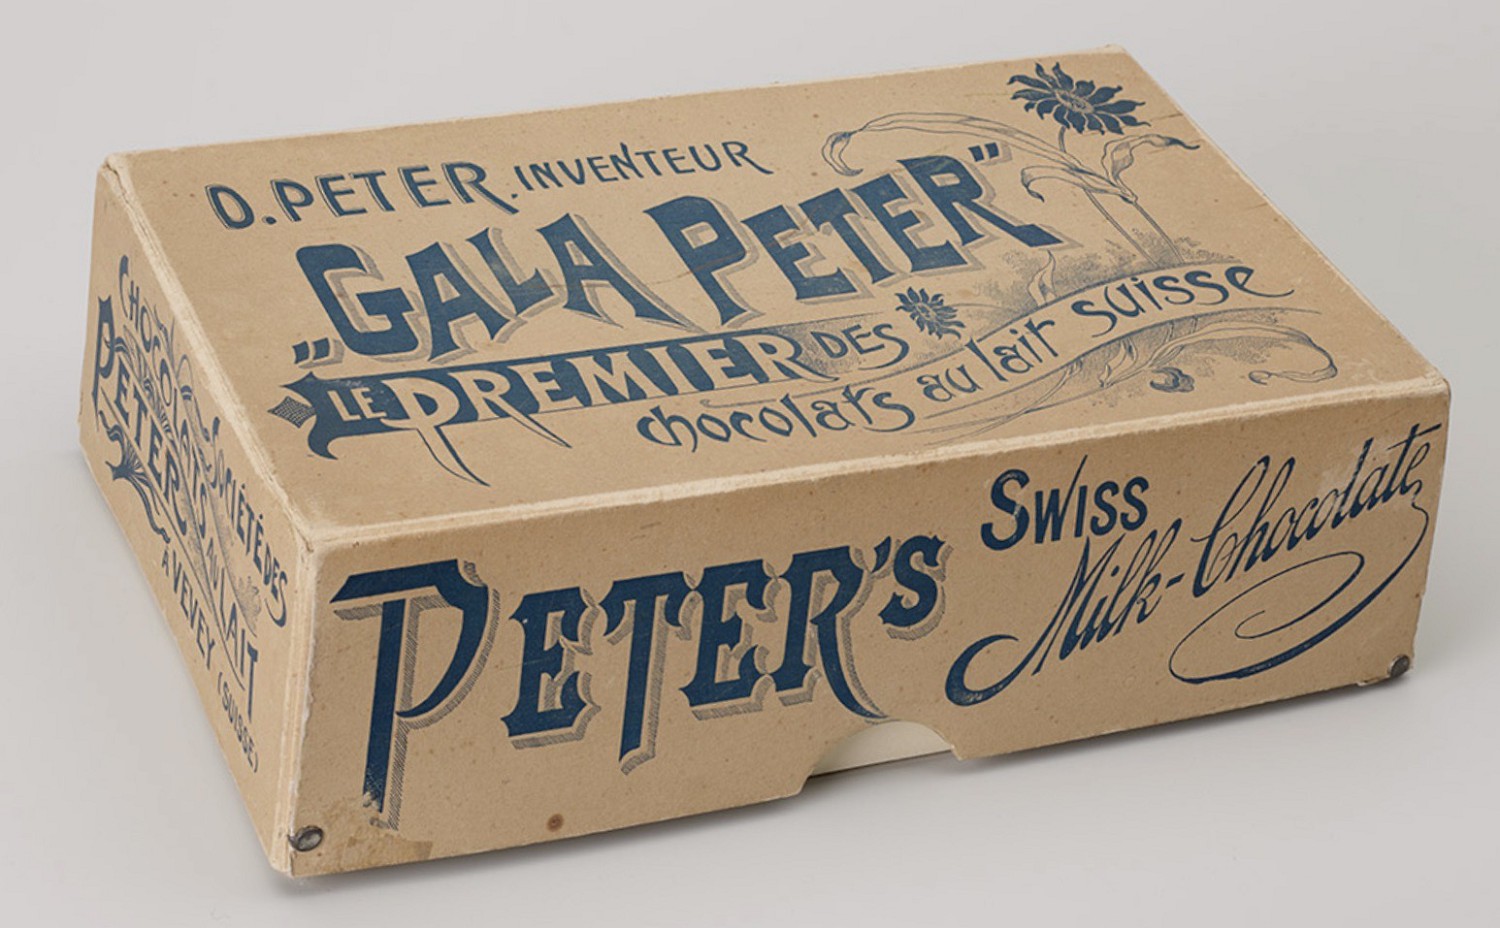 D. PETER. INVENTEUR
„GALA PETER”
LE PREMIER DES
chocolats au lait suisse
PETER'S
SWISS
Milk-Chocolate
SOCIÉTÉ DES
CHOCOLATS AU LAIT
PETER
À VEVEY (SUISSE)